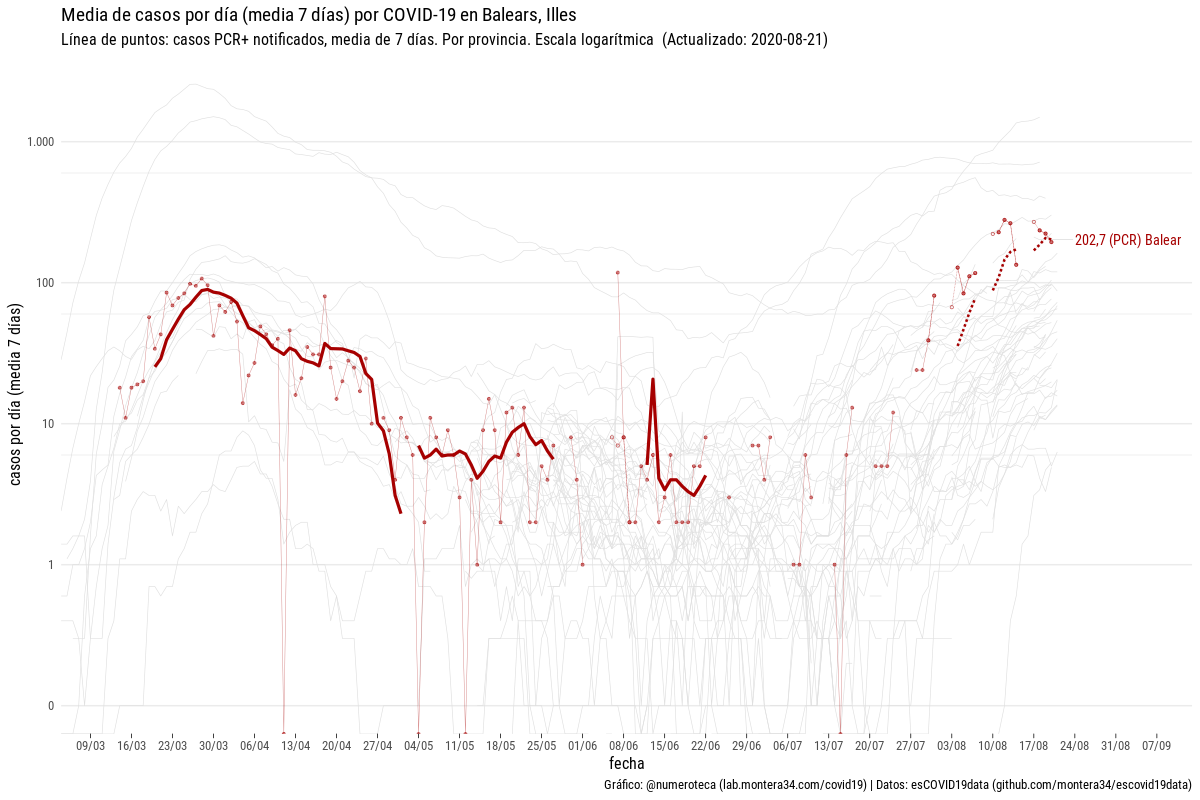 Media de casos por día (media 7 días) por COVID-19 en Balears, Illes
Línea de puntos: casos PCR+ notificados, media de 7 días. Por provincia. Escala logarítmica (Actualizado: 2020-08-21)
casos por día (media 7 días)
1.000
100
10
1
0
202,7 (PCR) Balear
09/03 16/03 23/03 30/03 06/04 13/04 20/04 27/04 04/05 11/05 18/05 25/05 01/06 08/06 15/06 22/06 29/06 06/07 13/07 20/07 27/07 03/08 10/08 17/08 24/08 31/08 07/09
fecha
Gráfico: @numeroteca (lab.montera34.com/covid19) | Datos: esCOVID19data (github.com/montera34/escovid19data)